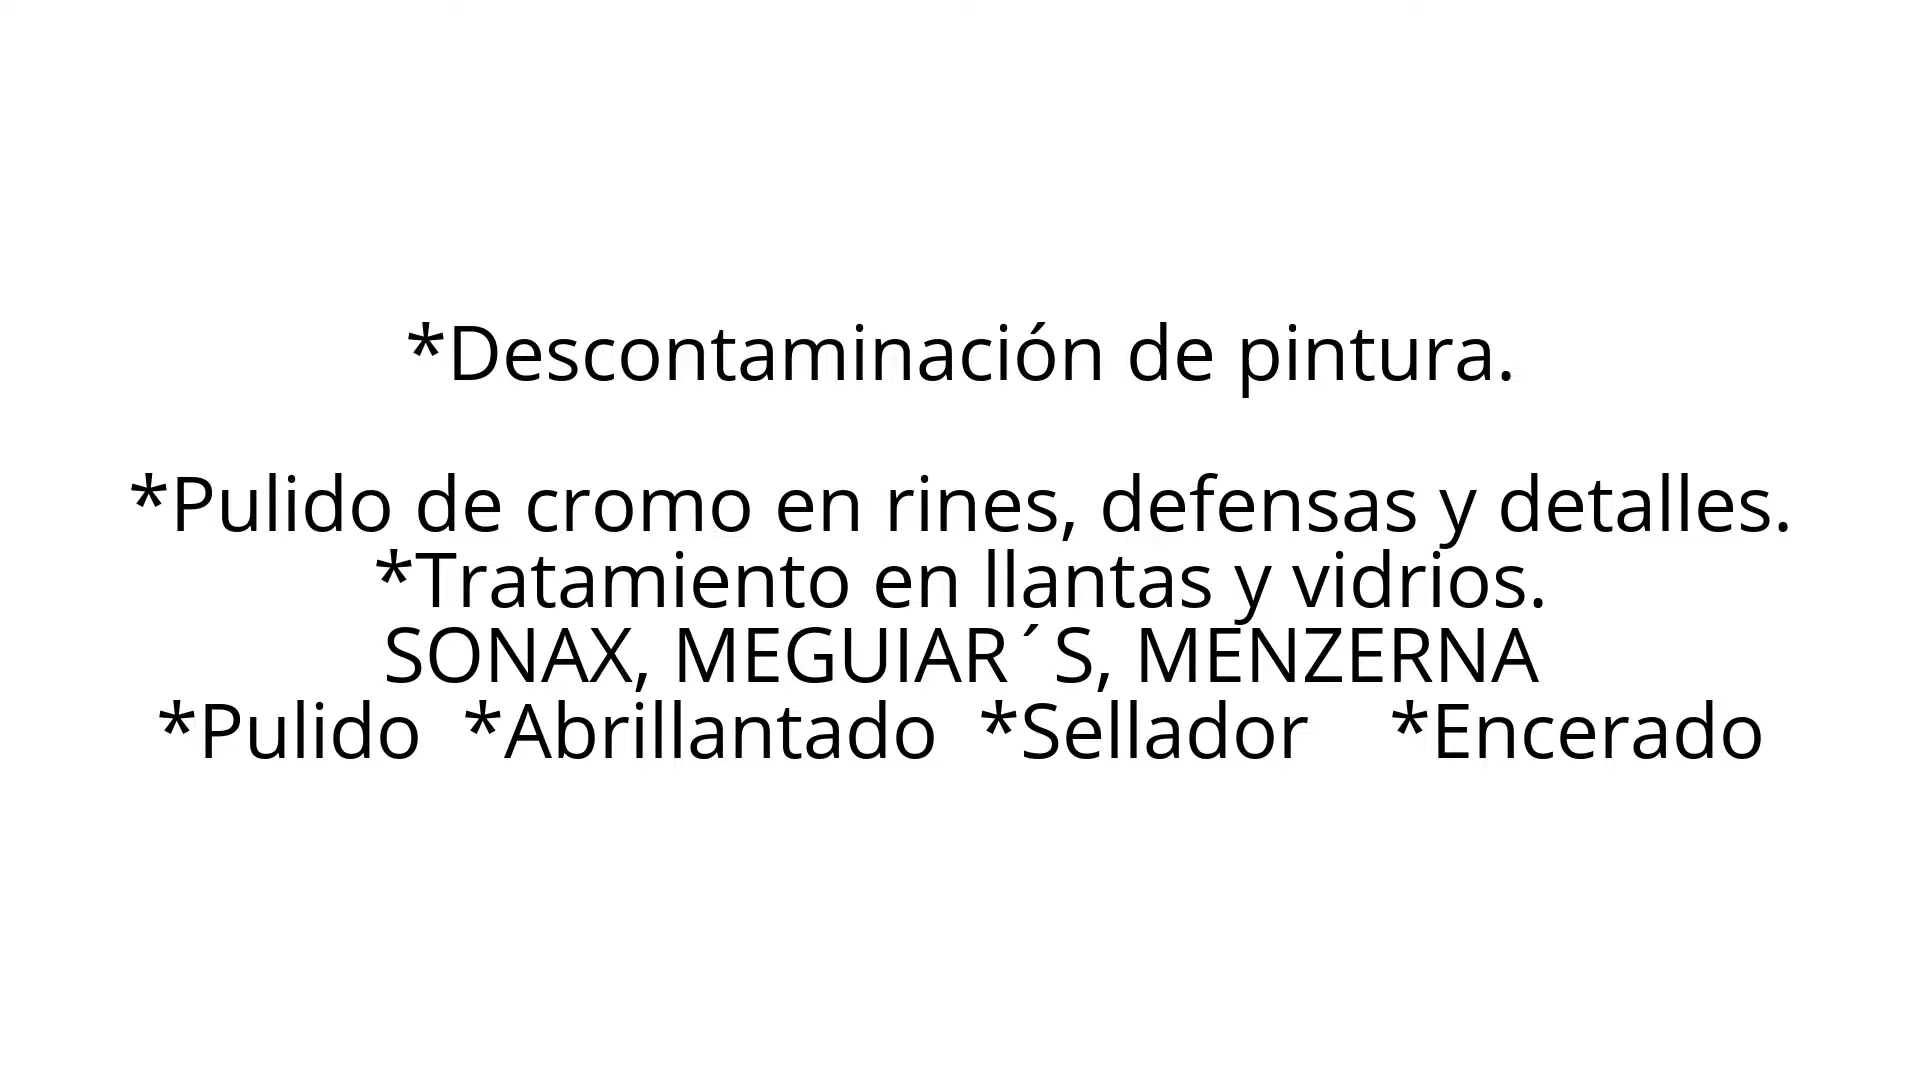 *Descontaminación de pintura.
*Pulido de cromo en rines, defensas y detalles.
*Tratamiento en llantas y vidrios.
SONAX, MEGUIAR´S, MENZERNA
*Pulido  *Abrillantado  *Sellador    *Encerado